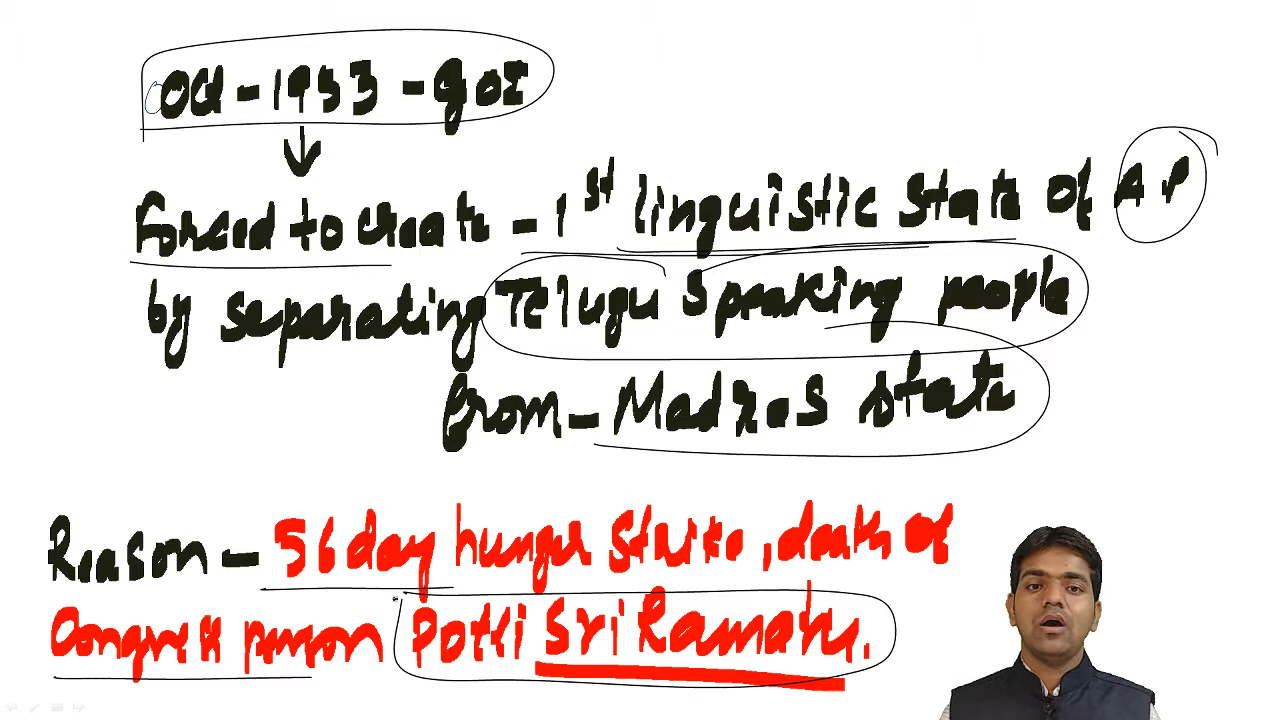 Oct - 1953 - GOI
Forced to create - 1st linguistic state of AP
by separating Telugu speaking people
from - Madras state
Reason - 56 day hunger strike, death of
Congress person Potti Sri Ramalu.